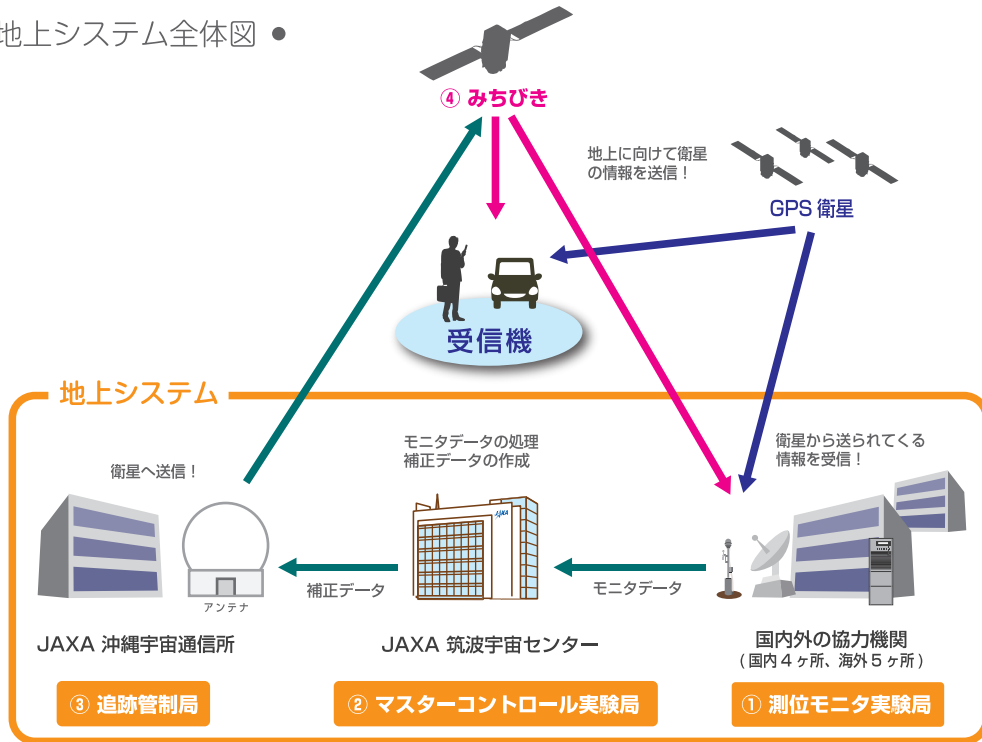 地上システム全体図 ●
④ みちびき
地上に向けて衛星
の情報を送信！
GPS 衛星
受信機
地上システム
衛星へ送信！
モニタデータの処理
補正データの作成
衛星から送られてくる
情報を受信！
JAXA
アンテナ
補正データ
モニタデータ
JAXA 沖縄宇宙通信所
JAXA 筑波宇宙センター
国内外の協力機関
( 国内 4 ヶ所、海外 5 ヶ所 )
③ 追跡管制局
② マスターコントロール実験局
① 測位モニタ実験局